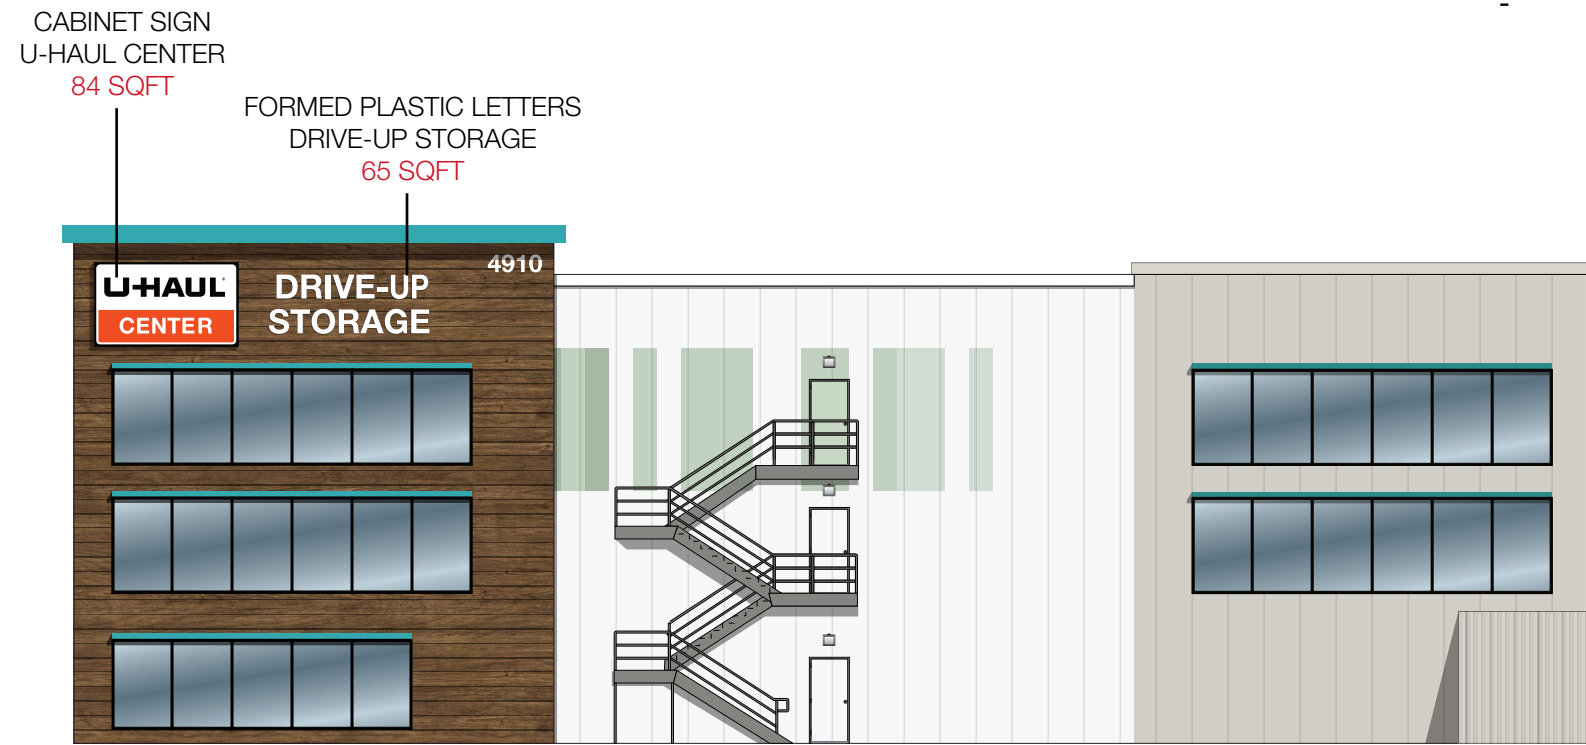 CABINET SIGN
U-HAUL CENTER
84 SQFT
FORMED PLASTIC LETTERS
DRIVE-UP STORAGE
65 SQFT
4910
U-HAUL
CENTER
DRIVE-UP
STORAGE